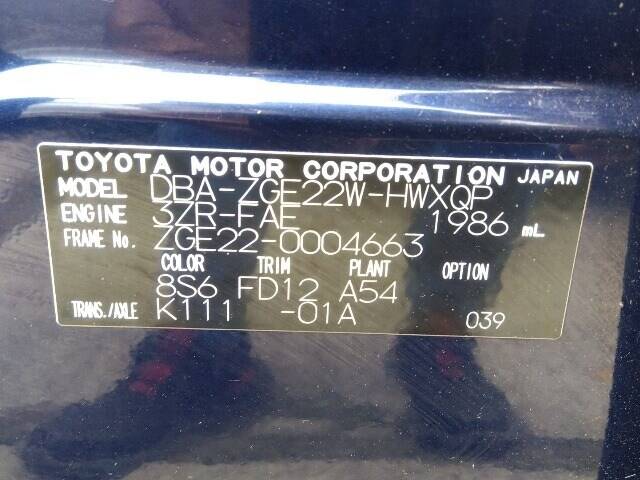 TOYOTA MOTOR CORPORATION JAPAN
MODEL DBA-ZGE22W-HWXQP
ENGINE 3ZR-FAE 1986 mL
FRAME No. ZGE22-0004663
COLOR TRIM PLANT OPTION
8S6 FD12 A54
TRANS./AXLE K111 -01A 039